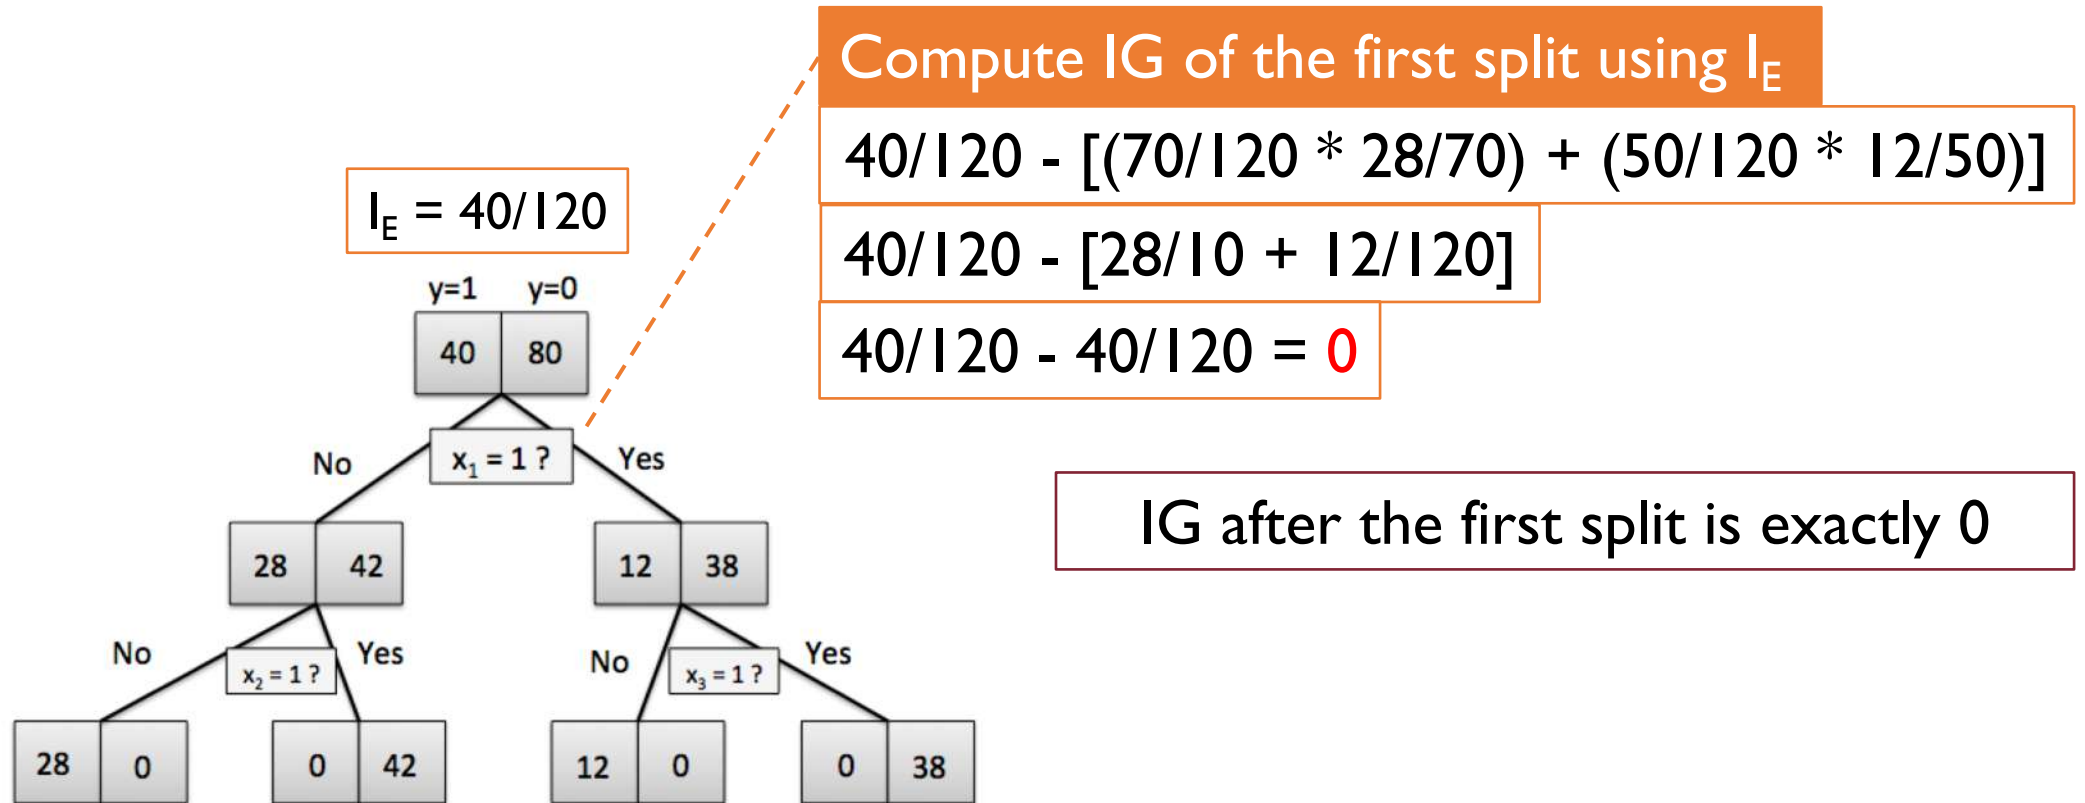 Compute IG of the first split using I_E
40/120 - [(70/120 * 28/70) + (50/120 * 12/50)]
I_E = 40/120
40/120 - [28/10 + 12/120]
y=1 y=0
40/120 - 40/120 = 0
40 80
No x_1 = 1 ? Yes
IG after the first split is exactly 0
28 42 12 38
No x_2 = 1 ? Yes No x_3 = 1 ? Yes
28 0 0 42 12 0 0 38